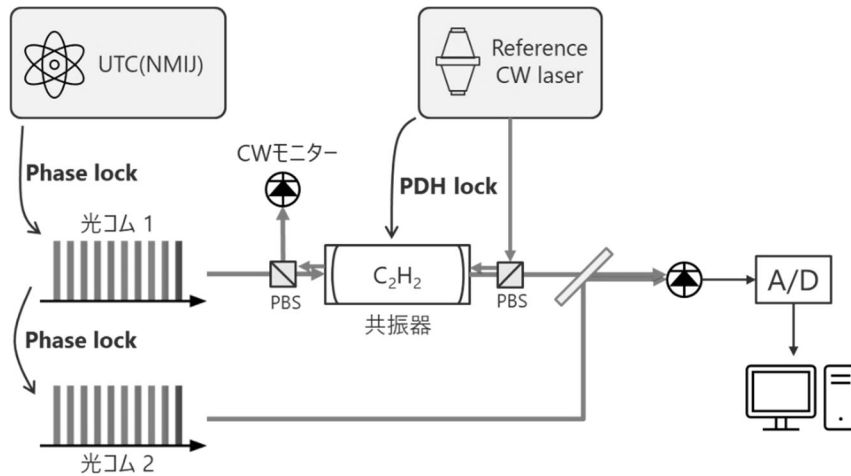 UTC(NMIJ)
Reference
CW laser
Phase lock
CWモニター
PDH lock
光コム 1
C₂H₂
PBS
PBS
共振器
A/D
Phase lock
光コム 2